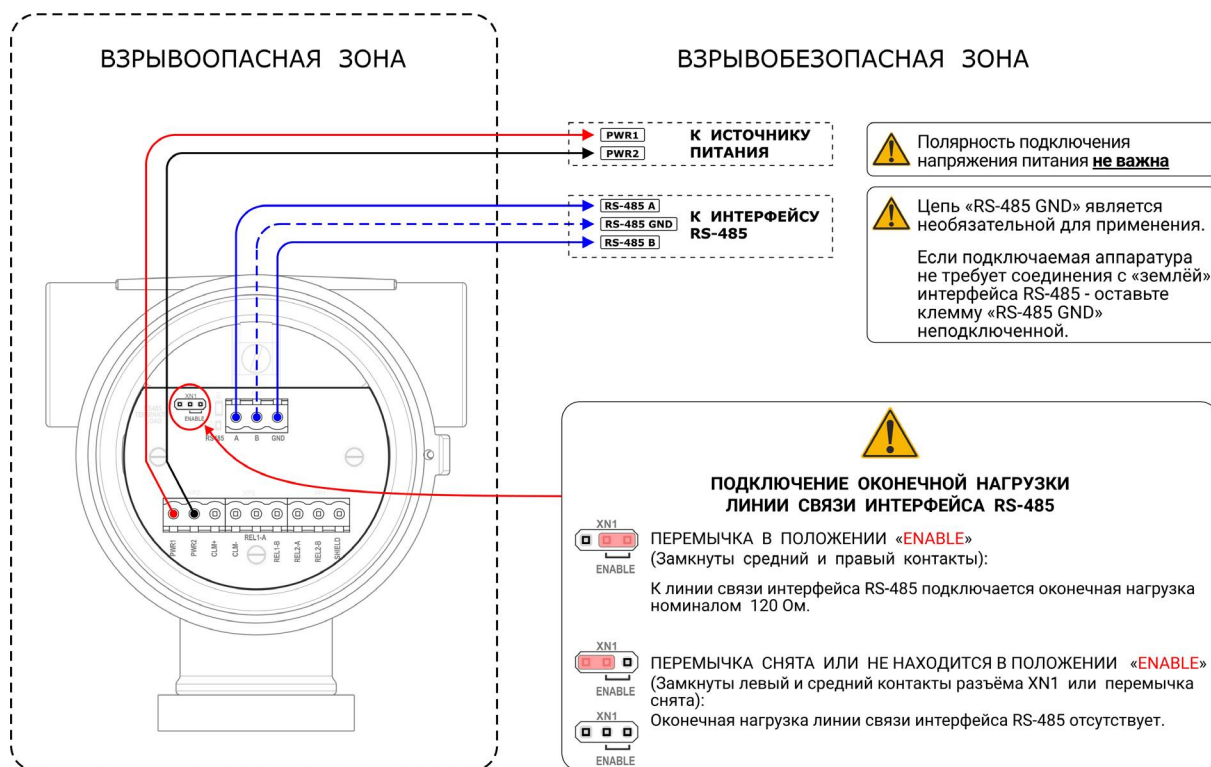 ВЗРЫВООПАСНАЯ ЗОНА
ВЗРЫВОБЕЗОПАСНАЯ ЗОНА
PWR1
PWR2
К ИСТОЧНИКУ
ПИТАНИЯ
Полярность подключения
напряжения питания не важна
RS-485 A
RS-485 GND
RS-485 B
К ИНТЕРФЕЙСУ
RS-485
Цепь «RS-485 GND» является
необязательной для применения.
Если подключаемая аппаратура
не требует соединения с «землёй»
интерфейса RS-485 - оставьте
клемму «RS-485 GND»
неподключенной.
XN1
ENABLE
RS485
A
B
GND
PWR1
PWR2
CLM+
CLM-
REL1-A
REL1-B
REL2-A
REL2-B
SHIELD
ПОДКЛЮЧЕНИЕ ОКОНЕЧНОЙ НАГРУЗКИ
ЛИНИИ СВЯЗИ ИНТЕРФЕЙСА RS-485
XN1
ENABLE
ПЕРЕМЫЧКА В ПОЛОЖЕНИИ «ENABLE»
(Замкнуты средний и правый контакты):
К линии связи интерфейса RS-485 подключается оконечная нагрузка
номиналом 120 Ом.
XN1
ENABLE
ПЕРЕМЫЧКА СНЯТА ИЛИ НЕ НАХОДИТСЯ В ПОЛОЖЕНИИ «ENABLE»
(Замкнуты левый и средний контакты разъёма XN1 или перемычка
снята):
XN1
ENABLE
Оконечная нагрузка линии связи интерфейса RS-485 отсутствует.